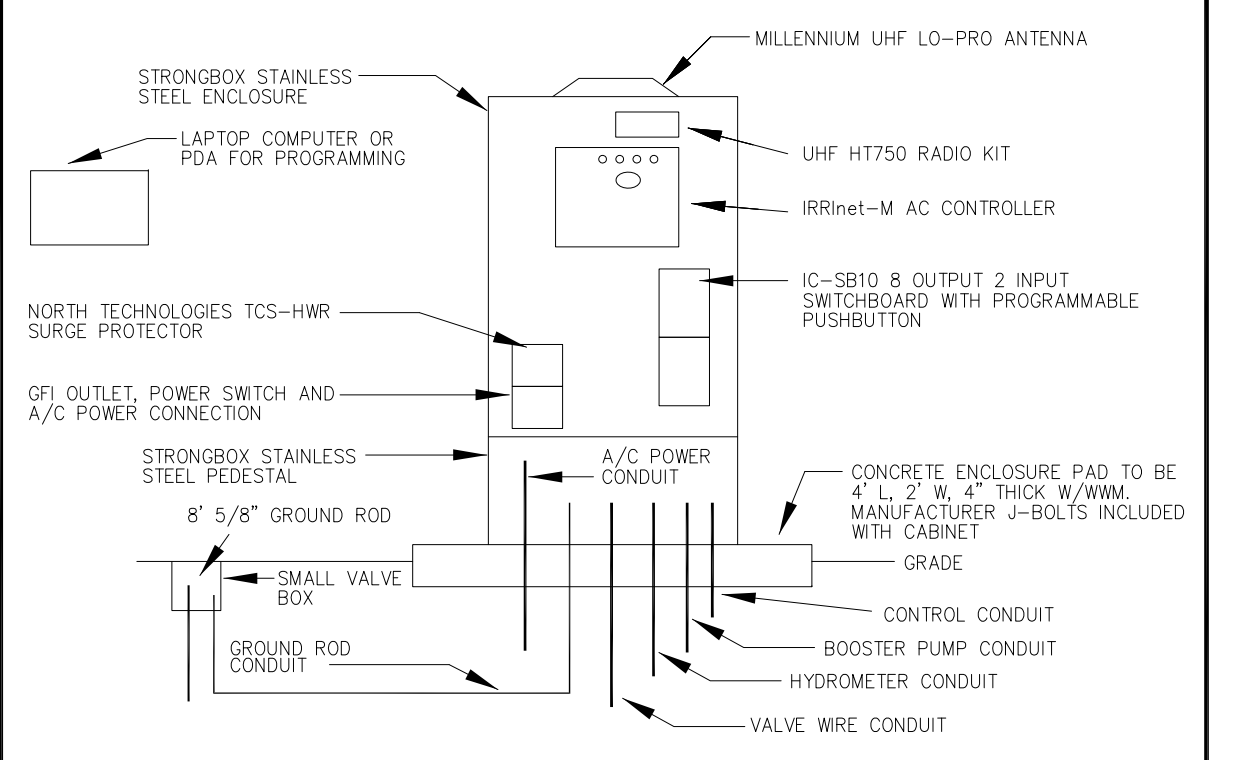 MILLENNIUM UHF LO-PRO ANTENNA
STRONGBOX STAINLESS
STEEL ENCLOSURE
LAPTOP COMPUTER OR
PDA FOR PROGRAMMING
UHF HT750 RADIO KIT
IRRInet-M AC CONTROLLER
IC-SB10 8 OUTPUT 2 INPUT
SWITCHBOARD WITH PROGRAMMABLE
PUSHBUTTON
NORTH TECHNOLOGIES TCS-HWR
SURGE PROTECTOR
GFI OUTLET, POWER SWITCH AND
A/C POWER CONNECTION
STRONGBOX STAINLESS
STEEL PEDESTAL
A/C POWER
CONDUIT
CONCRETE ENCLOSURE PAD TO BE
4' L, 2' W, 4" THICK W/WWM.
MANUFACTURER J-BOLTS INCLUDED
WITH CABINET
8' 5/8" GROUND ROD
GRADE
SMALL VALVE
BOX
CONTROL CONDUIT
BOOSTER PUMP CONDUIT
GROUND ROD
CONDUIT
HYDROMETER CONDUIT
VALVE WIRE CONDUIT